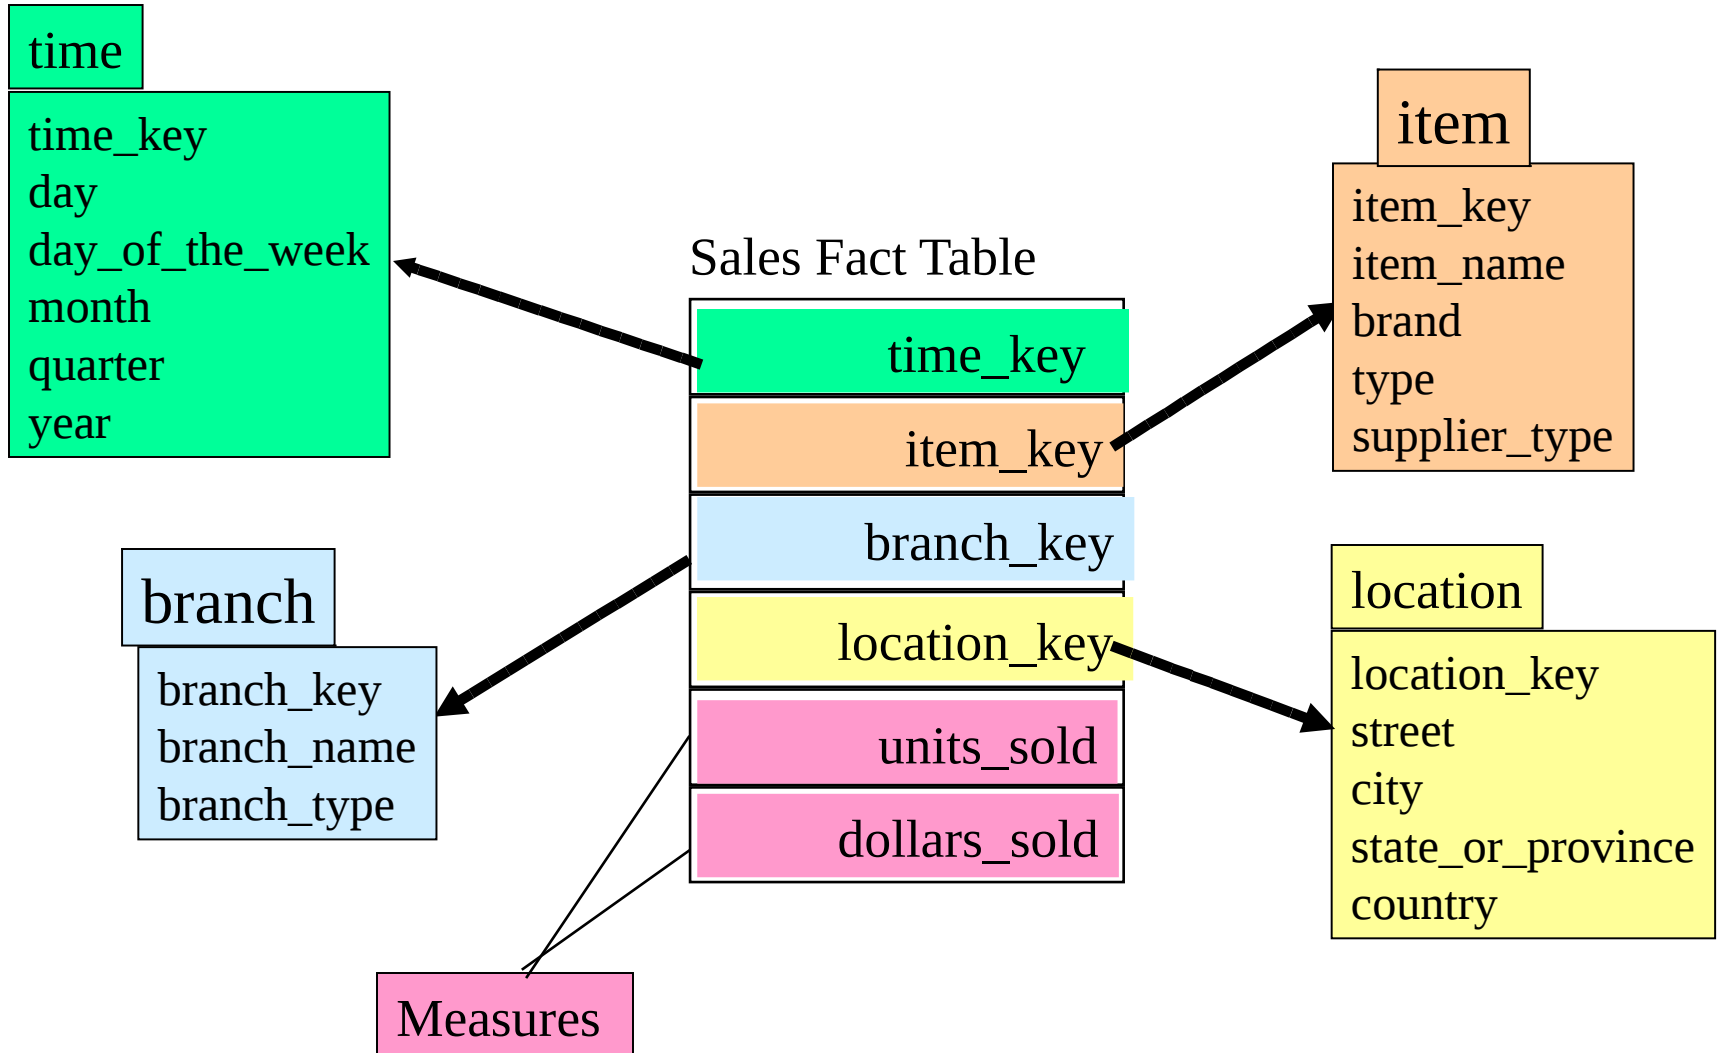 time
time_key
day
day_of_the_week
month
quarter
year
Sales Fact Table
time_key
item_key
branch_key
location_key
units_sold
dollars_sold
item
item_key
item_name
brand
type
supplier_type
branch
branch_key
branch_name
branch_type
location
location_key
street
city
state_or_province
country
Measures